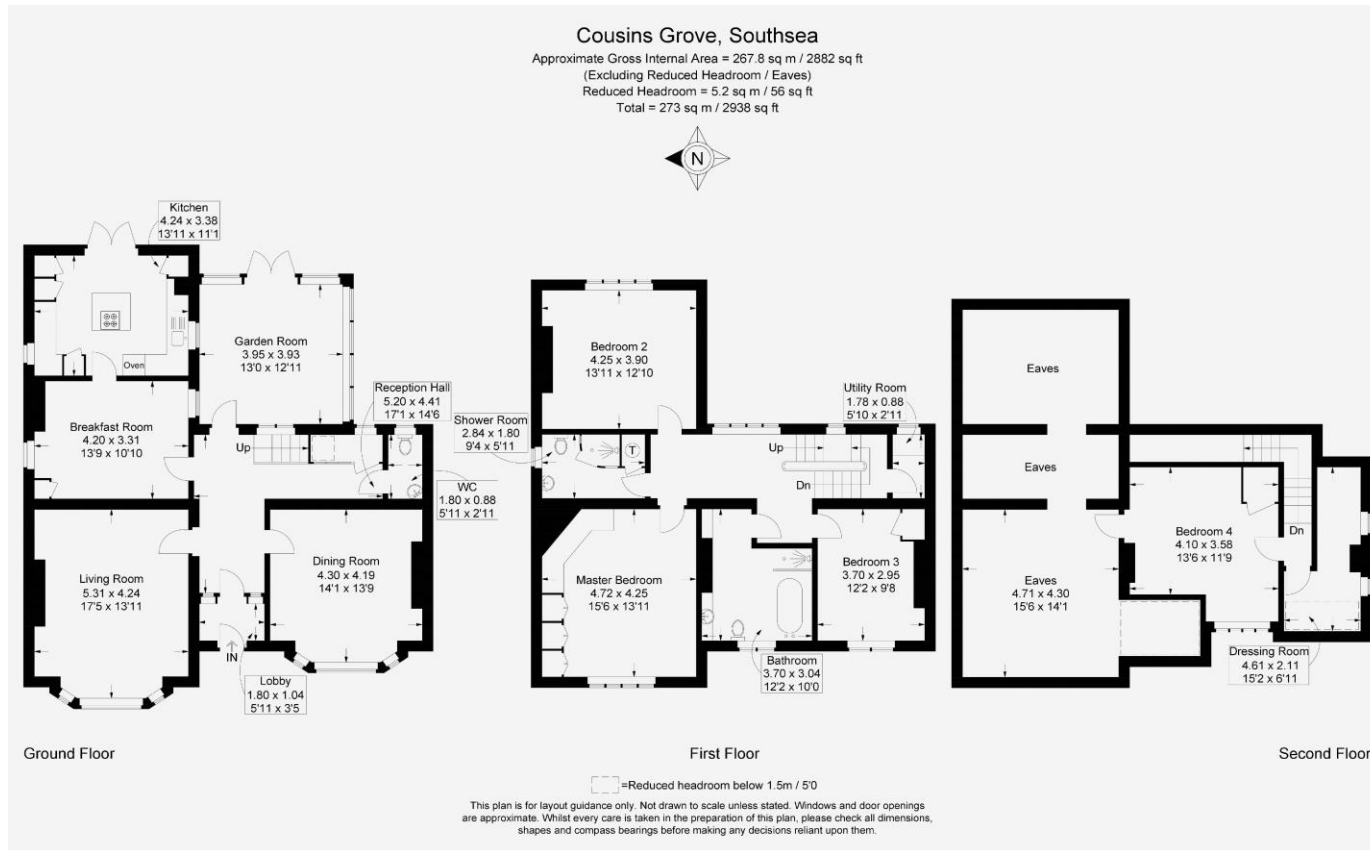 Cousins Grove, Southsea
Approximate Gross Internal Area = 267.8 sq m / 2882 sq ft
(Excluding Reduced Headroom / Eaves)
Reduced Headroom = 5.2 sq m / 56 sq ft
Total = 273 sq m / 2938 sq ft
N
Kitchen
4.24 x 3.38
13'11 x 11'1
Oven
Garden Room
3.95 x 3.93
13'0 x 12'11
Reception Hall
5.20 x 4.41
17'1 x 14'6
Breakfast Room
4.20 x 3.31
13'9 x 10'10
Up
WC
1.80 x 0.88
5'11 x 2'11
Living Room
5.31 x 4.24
17'5 x 13'11
Dining Room
4.30 x 4.19
14'1 x 13'9
IN
Lobby
1.80 x 1.04
5'11 x 3'5
Ground Floor
Bedroom 2
4.25 x 3.90
13'11 x 12'10
Shower Room
2.84 x 1.80
9'4 x 5'11
T
Utility Room
1.78 x 0.88
5'10 x 2'11
Up
Dn
Master Bedroom
4.72 x 4.25
15'6 x 13'11
Bedroom 3
3.70 x 2.95
12'2 x 9'8
Bathroom
3.70 x 3.04
12'2 x 10'0
First Floor
Eaves
Eaves
Eaves
4.71 x 4.30
15'6 x 14'1
Bedroom 4
4.10 x 3.58
13'6 x 11'9
Dn
Dressing Room
4.61 x 2.11
15'2 x 6'11
Second Floor
=Reduced headroom below 1.5m / 5'0
This plan is for layout guidance only. Not drawn to scale unless stated. Windows and door openings
are approximate. Whilst every care is taken in the preparation of this plan, please check all dimensions,
shapes and compass bearings before making any decisions reliant upon them.